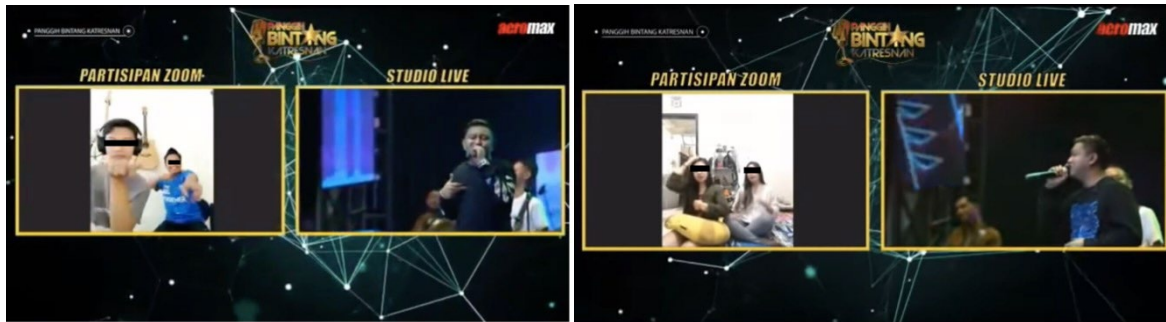 PANGGIH BINTANG KATRESNAN
PANGGIH
BINTANG
KATRESNAN
acromax
PARTISIPAN ZOOM
STUDIO LIVE
PANGGIH BINTANG KATRESNAN
PANGGIH
BINTANG
KATRESNAN
acromax
PARTISIPAN ZOOM
STUDIO LIVE